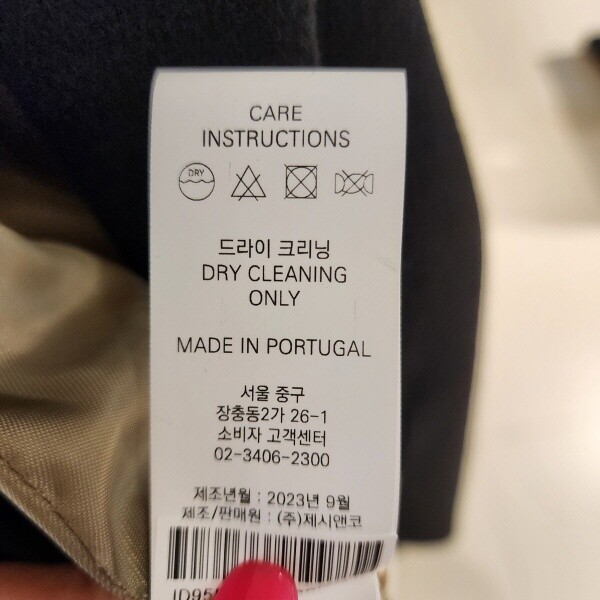 CARE
INSTRUCTIONS
DRY
드라이 크리닝
DRY CLEANING
ONLY
MADE IN PORTUGAL
서울 중구
장충동2가 26-1
소비자 고객센터
02-3406-2300
제조년월 : 2023년 9월
제조/판매원 : (주)제시앤코